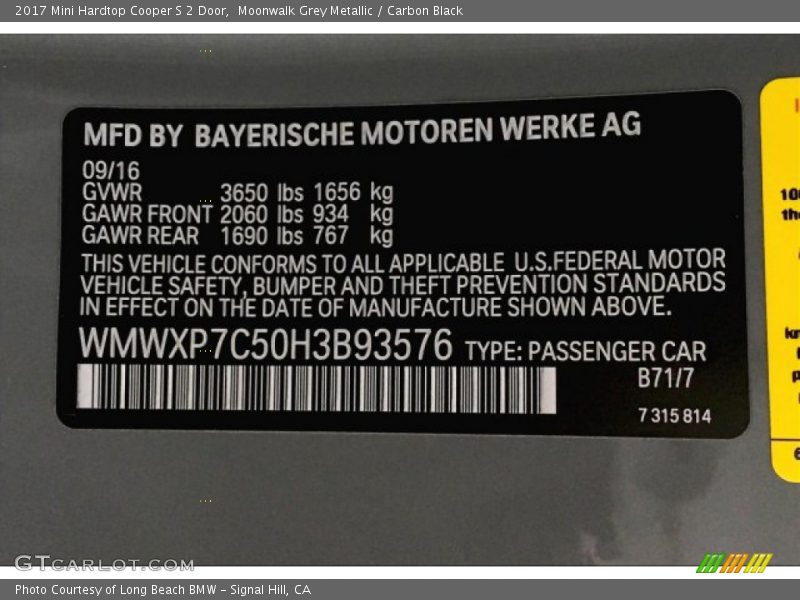 2017 Mini Hardtop Cooper S 2 Door, Moonwalk Grey Metallic / Carbon Black
MFD BY BAYERISCHE MOTOREN WERKE AG
09/16
GVWR 3650 lbs 1656 kg
GAWR FRONT 2060 lbs 934 kg
GAWR REAR 1690 lbs 767 kg
THIS VEHICLE CONFORMS TO ALL APPLICABLE U.S.FEDERAL MOTOR
VEHICLE SAFETY, BUMPER AND THEFT PREVENTION STANDARDS
IN EFFECT ON THE DATE OF MANUFACTURE SHOWN ABOVE.
WMWXP7C50H3B93576 TYPE: PASSENGER CAR
B71/7
7 315 814
GTCARLOT.COM
Photo Courtesy of Long Beach BMW - Signal Hill, CA